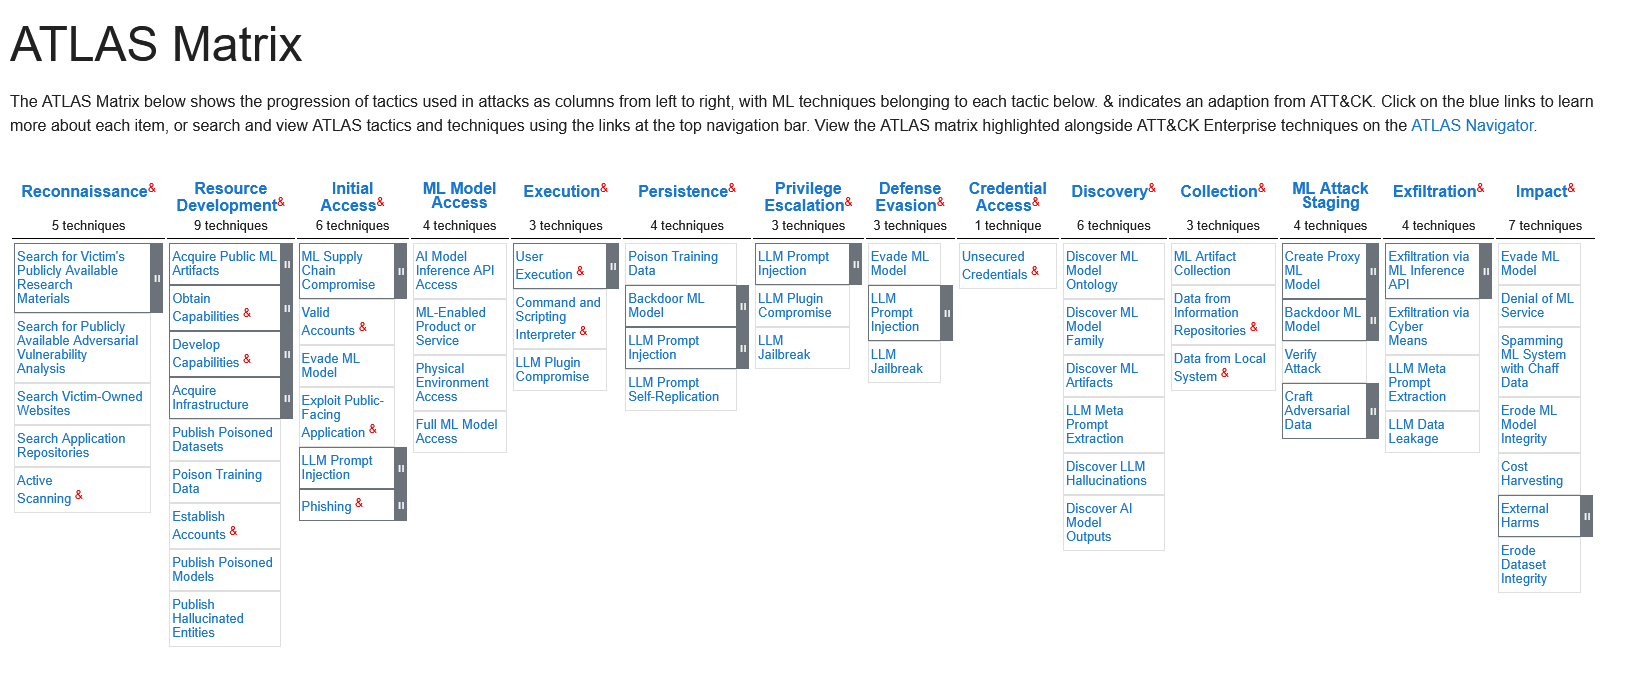 ATLAS Matrix
The ATLAS Matrix below shows the progression of tactics used in attacks as columns from left to right, with ML techniques belonging to each tactic below. & indicates an adaption from ATT&CK. Click on the blue links to learn
more about each item, or search and view ATLAS tactics and techniques using the links at the top navigation bar. View the ATLAS matrix highlighted alongside ATT&CK Enterprise techniques on the ATLAS Navigator.
Reconnaissance&
5 techniques
Search for Victim's
Publicly Available
Research
Materials
Search for Publicly
Available Adversarial
Vulnerability
Analysis
Search Victim-Owned
Websites
Search Application
Repositories
Active
Scanning &
Resource
Development&
9 techniques
Acquire Public ML
Artifacts
Obtain
Capabilities &
Develop
Capabilities &
Acquire
Infrastructure
Publish Poisoned
Datasets
Poison Training
Data
Establish
Accounts &
Publish Poisoned
Models
Publish
Hallucinated
Entities
Initial
Access&
6 techniques
ML Supply
Chain
Compromise
Valid
Accounts &
Evade ML
Model
Exploit Public-
Facing
Application &
LLM Prompt
Injection
Phishing &
ML Model
Access
4 techniques
AI Model
Inference API
Access
ML-Enabled
Product or
Service
Physical
Environment
Access
Full ML Model
Access
Execution&
3 techniques
User
Execution &
Command and
Scripting
Interpreter &
LLM Plugin
Compromise
Persistence&
4 techniques
Poison Training
Data
Backdoor ML
Model
LLM Prompt
Injection
LLM Prompt
Self-Replication
Privilege
Escalation&
3 techniques
LLM Prompt
Injection
LLM Plugin
Compromise
LLM
Jailbreak
Defense
Evasion&
3 techniques
Evade ML
Model
LLM
Prompt
Injection
LLM
Jailbreak
Credential
Access&
1 technique
Unsecured
Credentials &
Discovery&
6 techniques
Discover ML
Model
Ontology
Discover ML
Model
Family
Discover ML
Artifacts
LLM Meta
Prompt
Extraction
Discover LLM
Hallucinations
Discover AI
Model
Outputs
Collection&
3 techniques
ML Artifact
Collection
Data from
Information
Repositories &
Data from Local
System &
ML Attack
Staging
4 techniques
Create Proxy
ML
Model
Backdoor ML
Model
Verify
Attack
Craft
Adversarial
Data
Exfiltration&
4 techniques
Exfiltration via
ML Inference
API
Exfiltration via
Cyber
Means
LLM Meta
Prompt
Extraction
LLM Data
Leakage
Impact&
7 techniques
Evade ML
Model
Denial of ML
Service
Spamming
ML System
with Chaff
Data
Erode ML
Model
Integrity
Cost
Harvesting
External
Harms
Erode
Dataset
Integrity